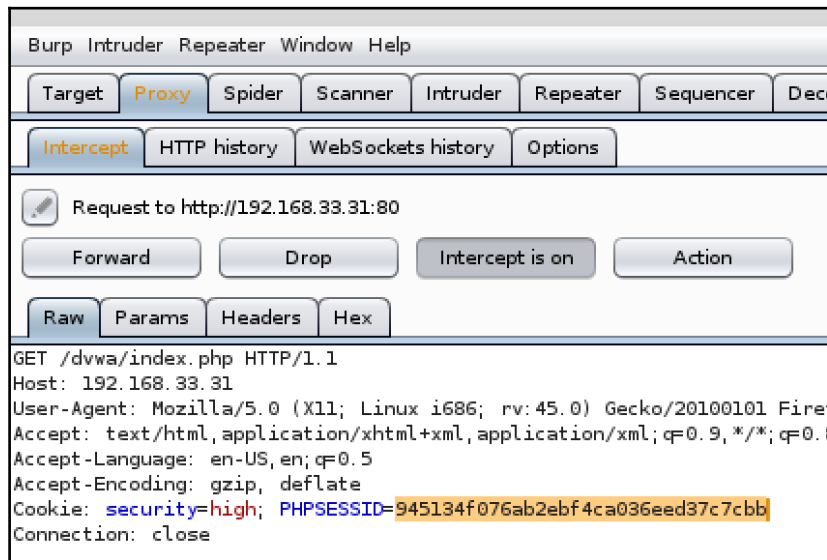 Burp Intruder Repeater Window Help
Target Proxy Spider Scanner Intruder Repeater Sequencer Deco
Intercept HTTP history WebSockets history Options
Request to http://192.168.33.31:80
Forward Drop Intercept is on Action
Raw Params Headers Hex
GET /dvwa/index.php HTTP/1.1
Host: 192.168.33.31
User-Agent: Mozilla/5.0 (X11; Linux i686; rv:45.0) Gecko/20100101 Firef
Accept: text/html,application/xhtml+xml,application/xml;q=0.9,*/*;q=0.8
Accept-Language: en-US,en;q=0.5
Accept-Encoding: gzip, deflate
Cookie: security=high; PHPSESSID=945134f076ab2ebf4ca036eed37c7cbb
Connection: close